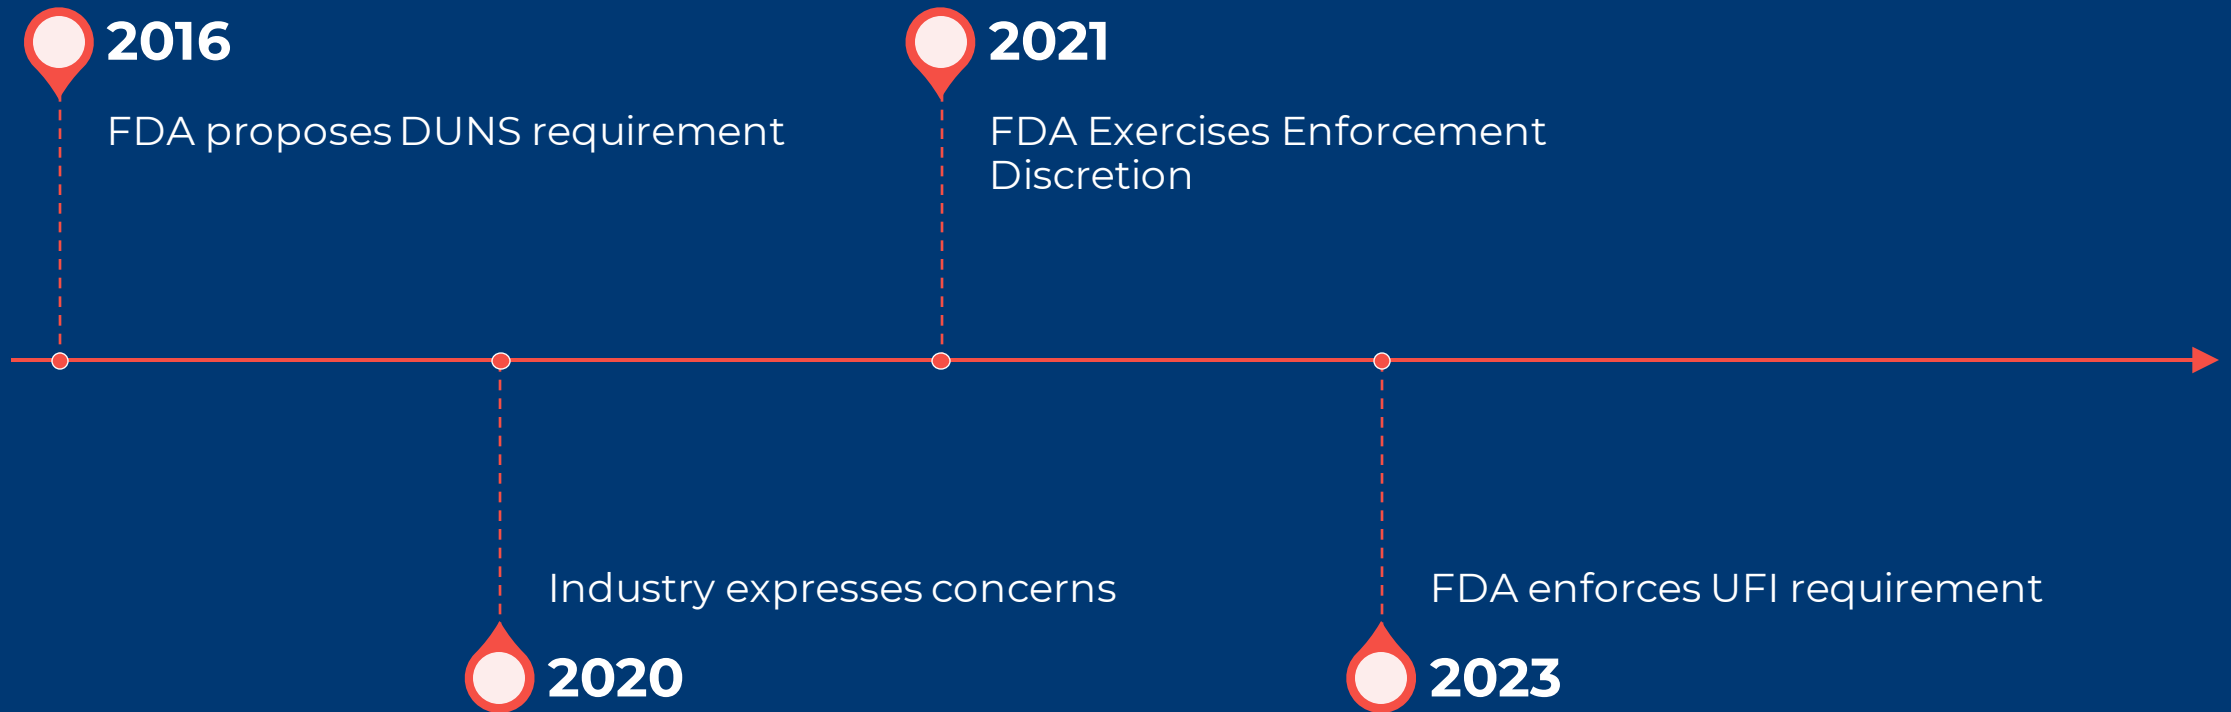 2016
FDA proposes DUNS requirement
2021
FDA Exercises Enforcement
Discretion
Industry expresses concerns
2020
FDA enforces UFI requirement
2023